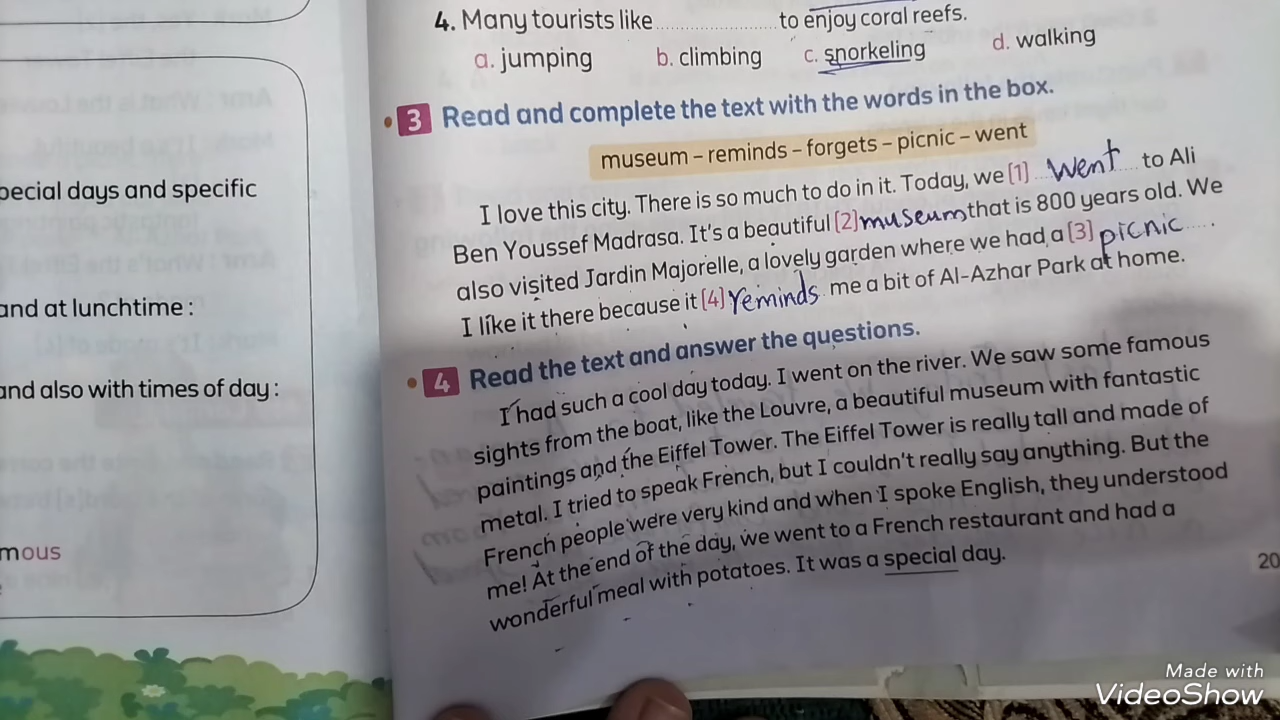 4. Many tourists like ............ to enjoy coral reefs.
a. jumping b. climbing c. snorkeling d. walking
3 Read and complete the text with the words in the box.
museum – reminds – forgets – picnic – went
I love this city. There is so much to do in it. Today, we [1] went to Ali
Ben Youssef Madrasa. It's a beautiful [2] museum that is 800 years old. We
also visited Jardin Majorelle, a lovely garden where we had a [3] picnic .
I like it there because it [4] reminds me a bit of Al-Azhar Park at home.
4 Read the text and answer the questions.
I had such a cool day today. I went on the river. We saw some famous
sights from the boat, like the Louvre, a beautiful museum with fantastic
paintings and the Eiffel Tower. The Eiffel Tower is really tall and made of
metal. I tried to speak French, but I couldn't really say anything. But the
French people were very kind and when I spoke English, they understood
me! At the end of the day, we went to a French restaurant and had a
wonderful meal with potatoes. It was a special day.
pecial days and specific
and at lunchtime :
and also with times of day :
mous
20
Made with
VideoShow